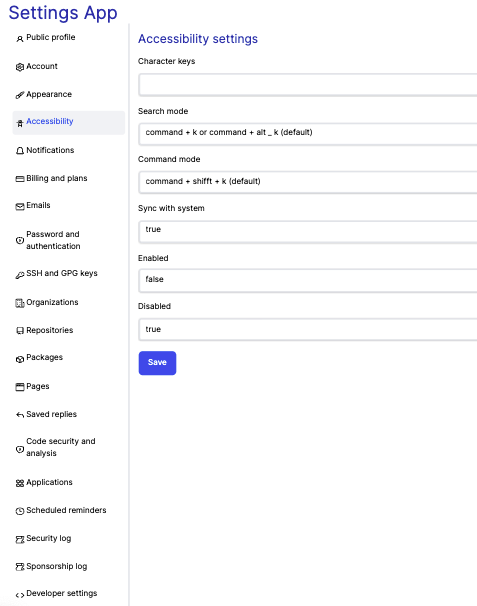 Settings App
Public profile
Account
Appearance
Accessibility
Notifications
Billing and plans
Emails
Password and
authentication
SSH and GPG keys
Organizations
Repositories
Packages
Pages
Saved replies
Code security and
analysis
Applications
Scheduled reminders
Security log
Sponsorship log
Developer settings
Accessibility settings
Character keys
Search mode
command + k or command + alt _ k (default)
Command mode
command + shifft + k (default)
Sync with system
true
Enabled
false
Disabled
true
Save